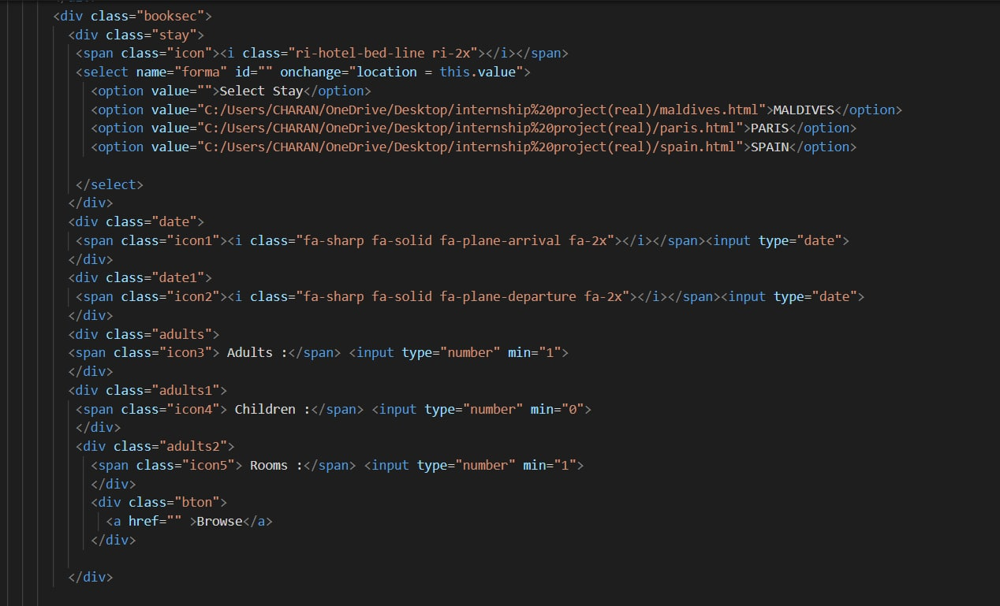 <div class="booksec">
<div class="stay">
<span class="icon"><i class="ri-hotel-bed-line ri-2x"></i></span>
<select name="forma" id="" onchange="location = this.value">
<option value="">Select Stay</option>
<option value="C:/Users/CHARAN/OneDrive/Desktop/internship%20project(real)/maldives.html">MALDIVES</option>
<option value="C:/Users/CHARAN/OneDrive/Desktop/internship%20project(real)/paris.html">PARIS</option>
<option value="C:/Users/CHARAN/OneDrive/Desktop/internship%20project(real)/spain.html">SPAIN</option>
</select>
</div>
<div class="date">
<span class="icon1"><i class="fa-sharp fa-solid fa-plane-arrival fa-2x"></i></span><input type="date">
</div>
<div class="date1">
<span class="icon2"><i class="fa-sharp fa-solid fa-plane-departure fa-2x"></i></span><input type="date">
</div>
<div class="adults">
<span class="icon3"> Adults :</span> <input type="number" min="1">
</div>
<div class="adults1">
<span class="icon4"> Children :</span> <input type="number" min="0">
</div>
<div class="adults2">
<span class="icon5"> Rooms :</span> <input type="number" min="1">
</div>
<div class="bton">
<a href="" >Browse</a>
</div>
</div>